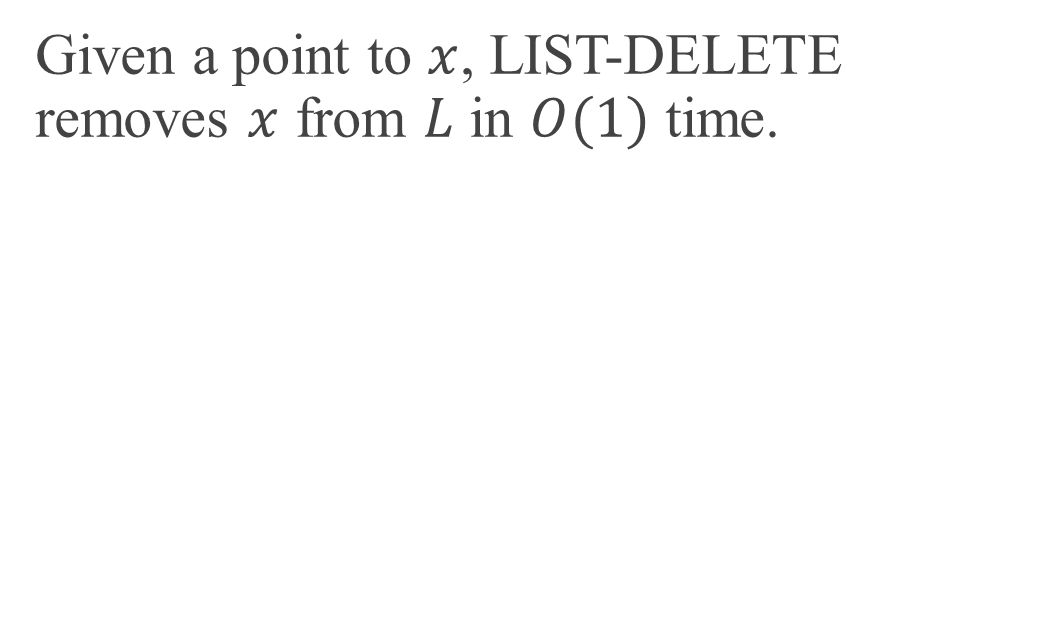 Given a point to 𝑥, LIST-DELETE
removes 𝑥 from 𝐿 in 𝑂(1) time.